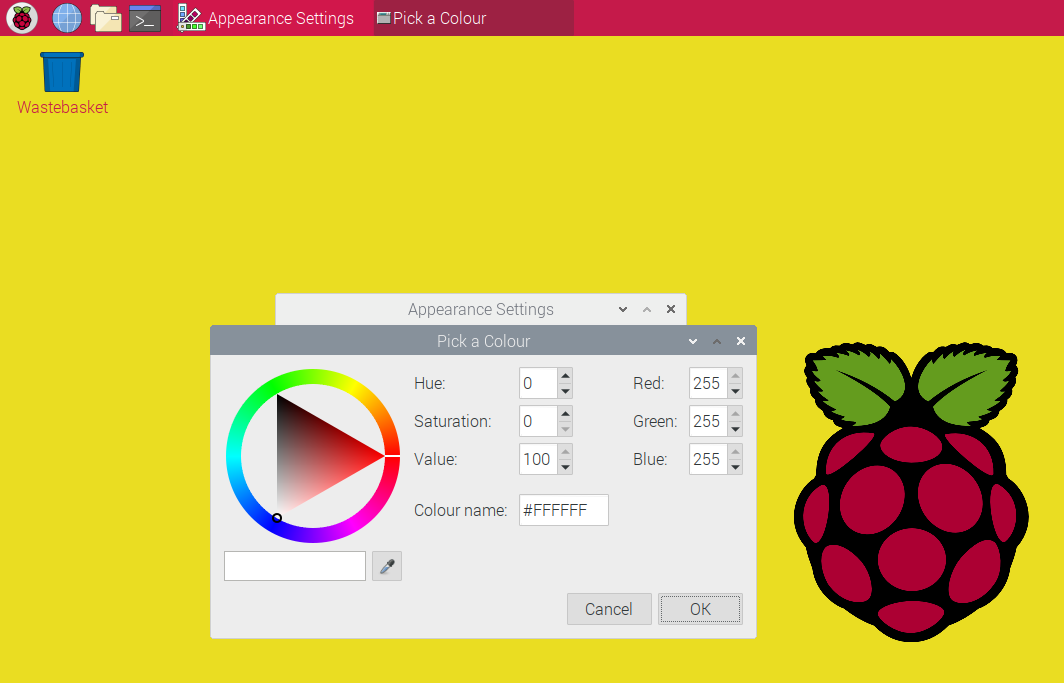 Appearance Settings
Pick a Colour
>_
Wastebasket
Appearance Settings
Pick a Colour
Hue: 0 Red: 255
Saturation: 0 Green: 255
Value: 100 Blue: 255
Colour name: #FFFFFF
Cancel OK